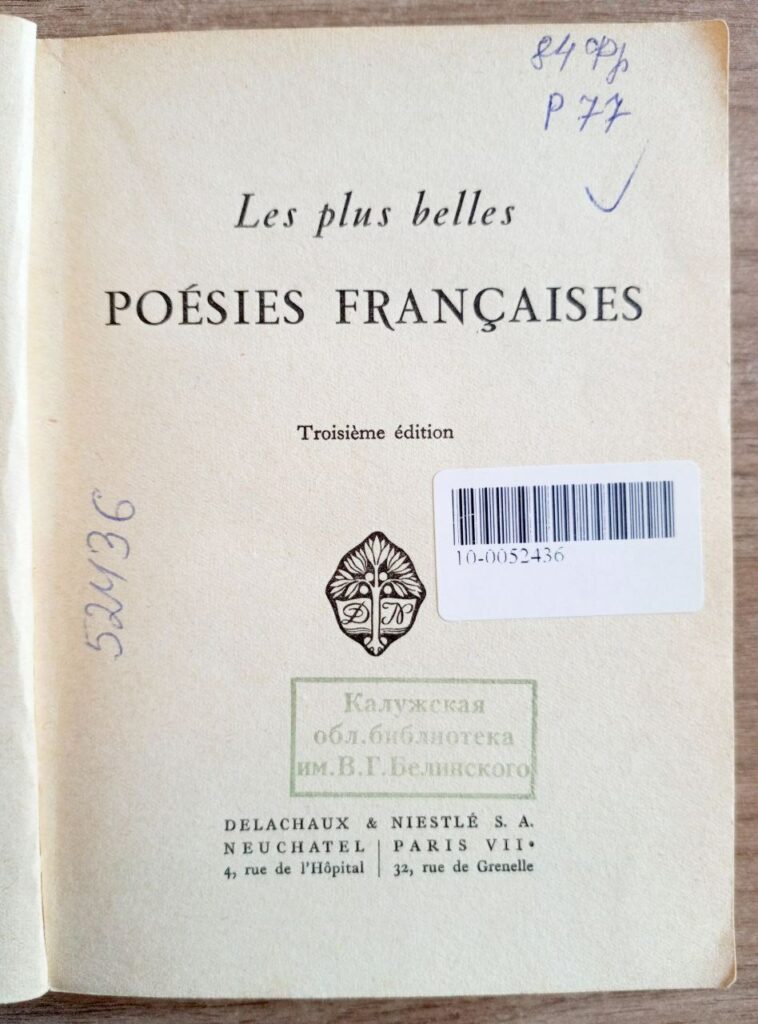 84 Фр
P 77
Les plus belles
POÉSIES FRANÇAISES
Troisième édition
10-0052436
52436
D N
Калужская
обл.библиотека
им.В.Г.Белинского
DELACHAUX & NIESTLÉ S. A.
NEUCHATEL | PARIS VIIe
4, rue de l'Hôpital | 32, rue de Grenelle